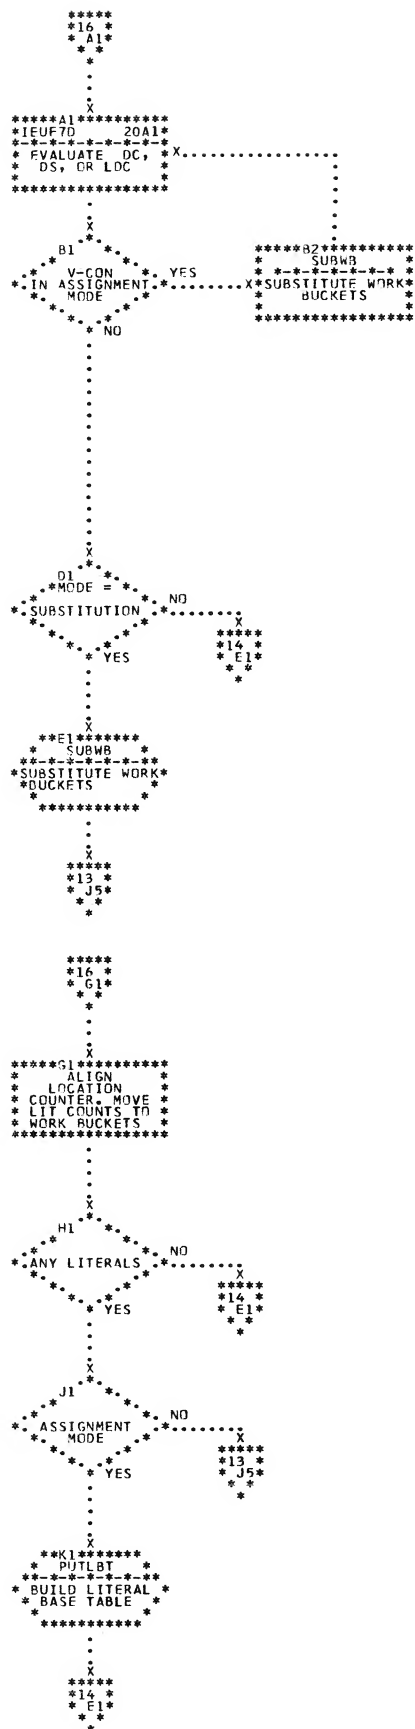 16
A1
A1
IEUF7D 20A1
EVALUATE DC,
DS, OR LDC
B1
V-CON
IN ASSIGNMENT
MODE
YES
NO
B2
SUBWB
SUBSTITUTE WORK
BUCKETS
D1
MODE =
SUBSTITUTION
NO
14
E1
YES
E1
SUBWB
SUBSTITUTE WORK
BUCKETS
13
J5
16
G1
G1
ALIGN
LOCATION
COUNTER. MOVE
LIT COUNTS TO
WORK BUCKETS
H1
ANY LITERALS
NO
14
E1
YES
J1
ASSIGNMENT
MODE
NO
13
J5
YES
K1
PUTLBT
BUILD LITERAL
BASE TABLE
14
E1